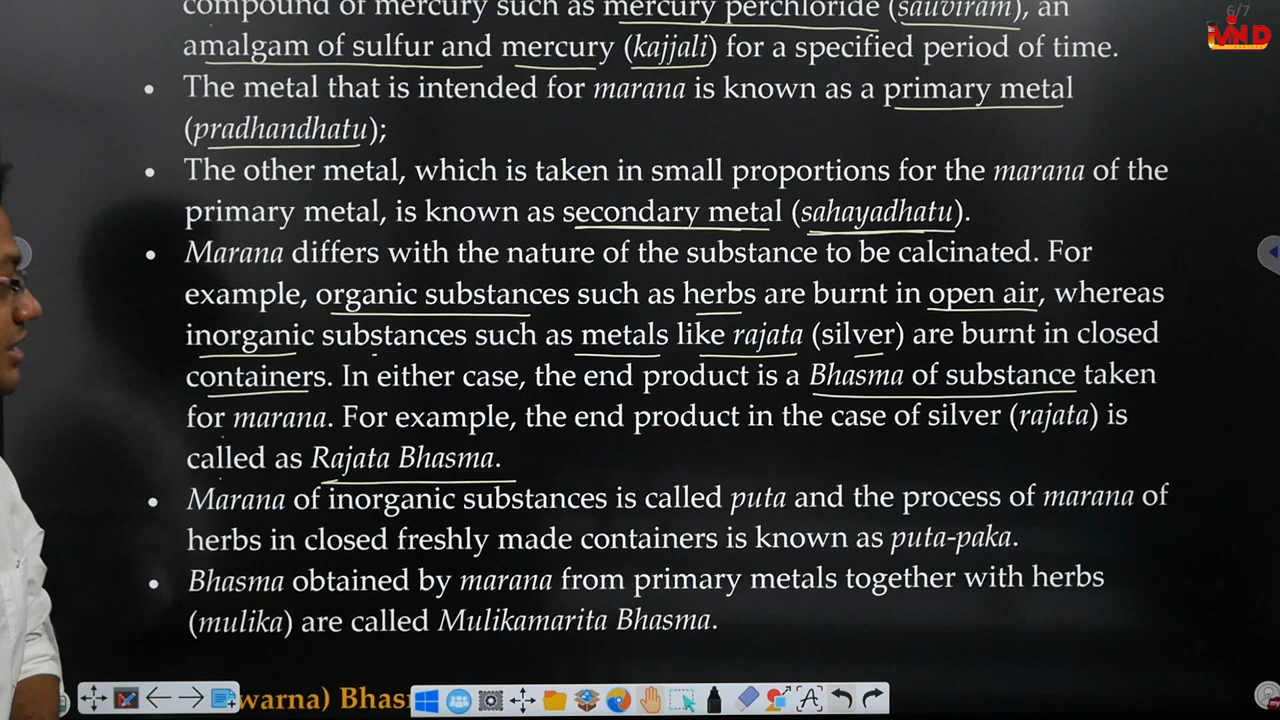 compound of mercury such as mercury perchloride (sauviram), an
6/7
MND
amalgam of sulfur and mercury (kajjali) for a specified period of time.
• The metal that is intended for marana is known as a primary metal
(pradhandhatu);
• The other metal, which is taken in small proportions for the marana of the
primary metal, is known as secondary metal (sahayadhatu).
• Marana differs with the nature of the substance to be calcinated. For
example, organic substances such as herbs are burnt in open air, whereas
inorganic substances such as metals like rajata (silver) are burnt in closed
containers. In either case, the end product is a Bhasma of substance taken
for marana. For example, the end product in the case of silver (rajata) is
called as Rajata Bhasma.
• Marana of inorganic substances is called puta and the process of marana of
herbs in closed freshly made containers is known as puta-paka.
• Bhasma obtained by marana from primary metals together with herbs
(mulika) are called Mulikamarita Bhasma.
warna) Bhas